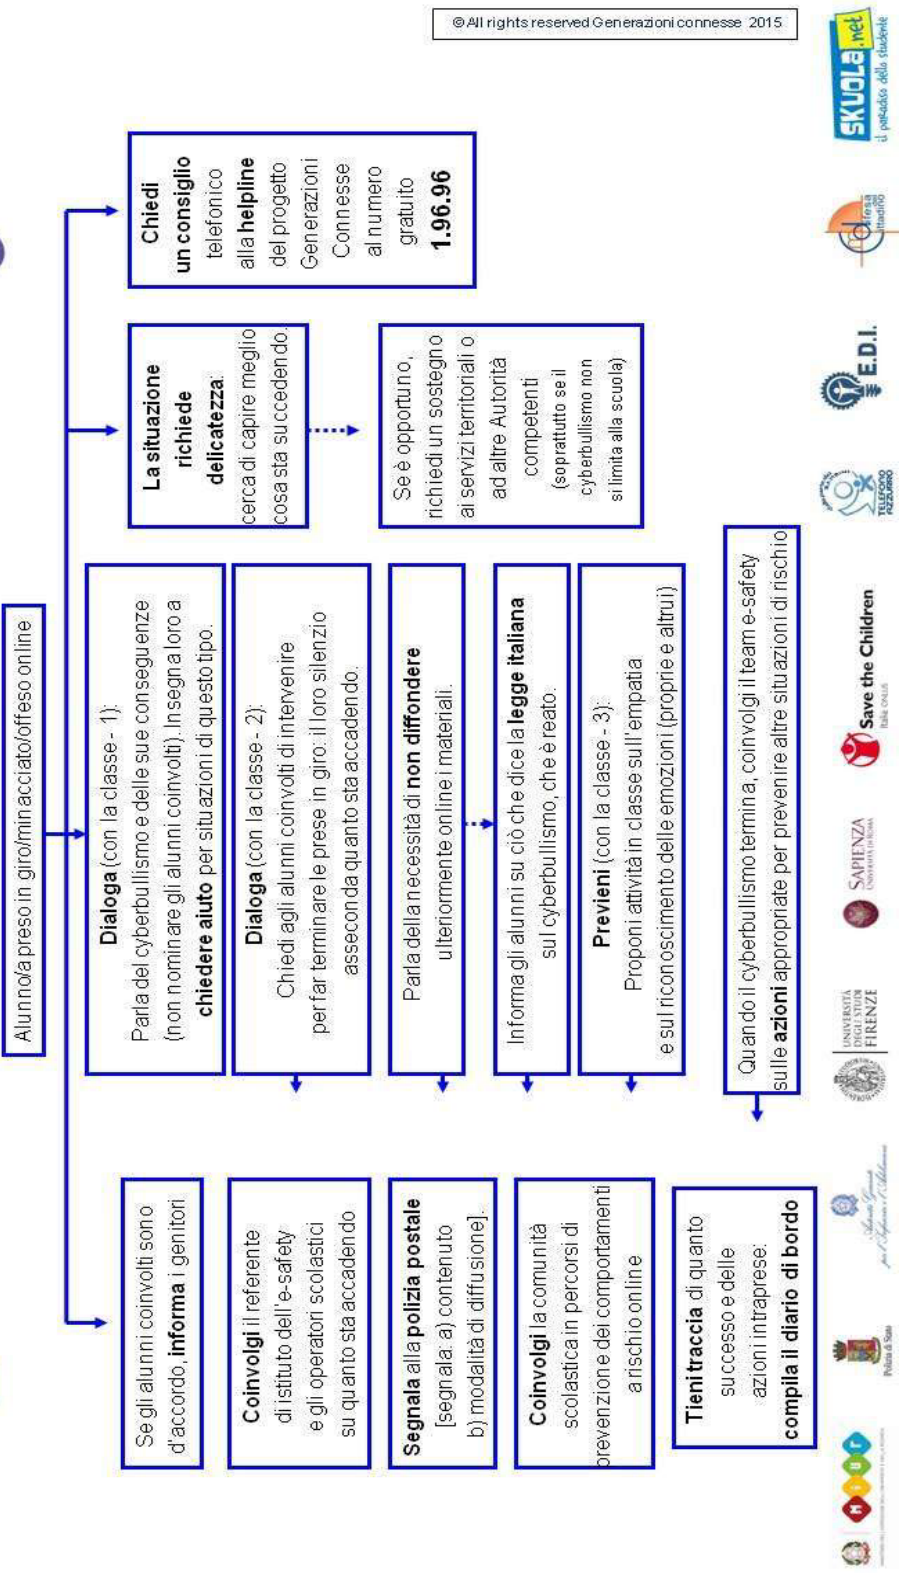 Alunno/a preso in giro/minacciato/offeso online
Se gli alunni coinvolti sono
d'accordo, informa i genitori
Coinvolgi il referente
di istituto dell'e-safety
e gli operatori scolastici
su quanto sta accadendo
Segnala alla polizia postale
[segnala: a) contenuto
b) modalità di diffusione].
Coinvolgi la comunità
scolastica in percorsi di
prevenzione dei comportamenti
a rischio online
Tieni traccia di quanto
successo e delle
azioni intraprese:
compila il diario di bordo
Dialoga (con la classe - 1):
Parla del cyberbullismo e delle sue conseguenze
(non nominare gli alunni coinvolti). Insegna loro a
chiedere aiuto per situazioni di questo tipo.
Dialoga (con la classe - 2):
Chiedi agli alunni coinvolti di intervenire
per far terminare le prese in giro: il loro silenzio
asseconda quanto sta accadendo.
Parla della necessità di non diffondere
ulteriormente online i materiali.
Informa gli alunni su ciò che dice la legge italiana
sul cyberbullismo, che è reato.
Previeni (con la classe - 3):
Proponi attività in classe sull'empatia
e sul riconoscimento delle emozioni (proprie e altrui)
Quando il cyberbullismo termina, coinvolgi il team e-safety
sulle azioni appropriate per prevenire altre situazioni di rischio
La situazione
richiede
delicatezza:
cerca di capire meglio
cosa sta succedendo.
Se è opportuno,
richiedi un sostegno
ai servizi territoriali o
ad altre Autorità
competenti
(soprattutto se il
cyberbullismo non
si limita alla scuola)
Chiedi
un consiglio
telefonico
alla helpline
del progetto
Generazioni
Connesse
al numero
gratuito
1.96.96
© All rights reserved Generazioni connesse 2015
Miur
Polizia di Stato
UNIVERSITÀ
DEGLI STUDI
FIRENZE
SAPIENZA
UNIVERSITÀ DI ROMA
Save the Children
Italia ONLUS
TELEFONO
AZZURRO
E.D.I.
difesa
del
cittadino
SKUOLA.net
il paradiso dello studente